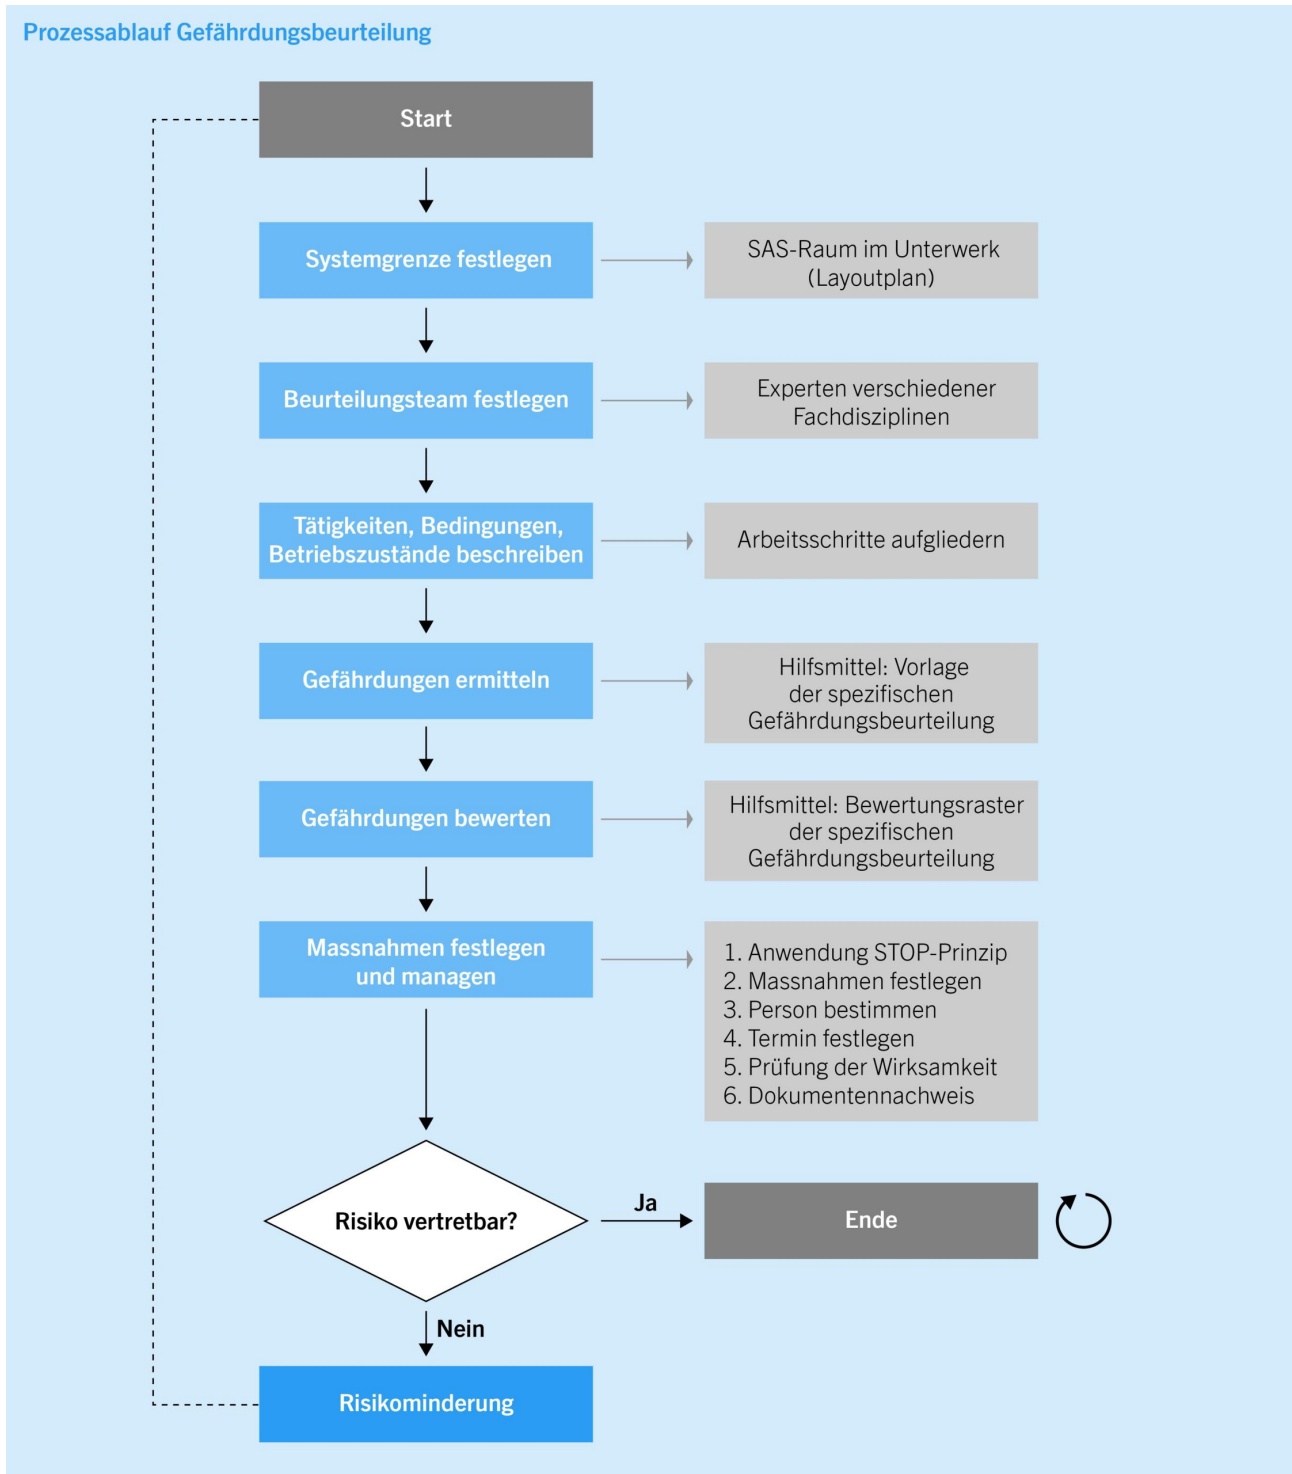 Prozessablauf Gefährdungsbeurteilung
Start
Systemgrenze festlegen
SAS-Raum im Unterwerk
(Layoutplan)
Beurteilungsteam festlegen
Experten verschiedener
Fachdisziplinen
Tätigkeiten, Bedingungen,
Betriebszustände beschreiben
Arbeitsschritte aufgliedern
Gefährdungen ermitteln
Hilfsmittel: Vorlage
der spezifischen
Gefährdungsbeurteilung
Gefährdungen bewerten
Hilfsmittel: Bewertungsraster
der spezifischen
Gefährdungsbeurteilung
Massnahmen festlegen
und managen
1. Anwendung STOP-Prinzip
2. Massnahmen festlegen
3. Person bestimmen
4. Termin festlegen
5. Prüfung der Wirksamkeit
6. Dokumentennachweis
Risiko vertretbar?
Ja
Ende
Nein
Risikominderung